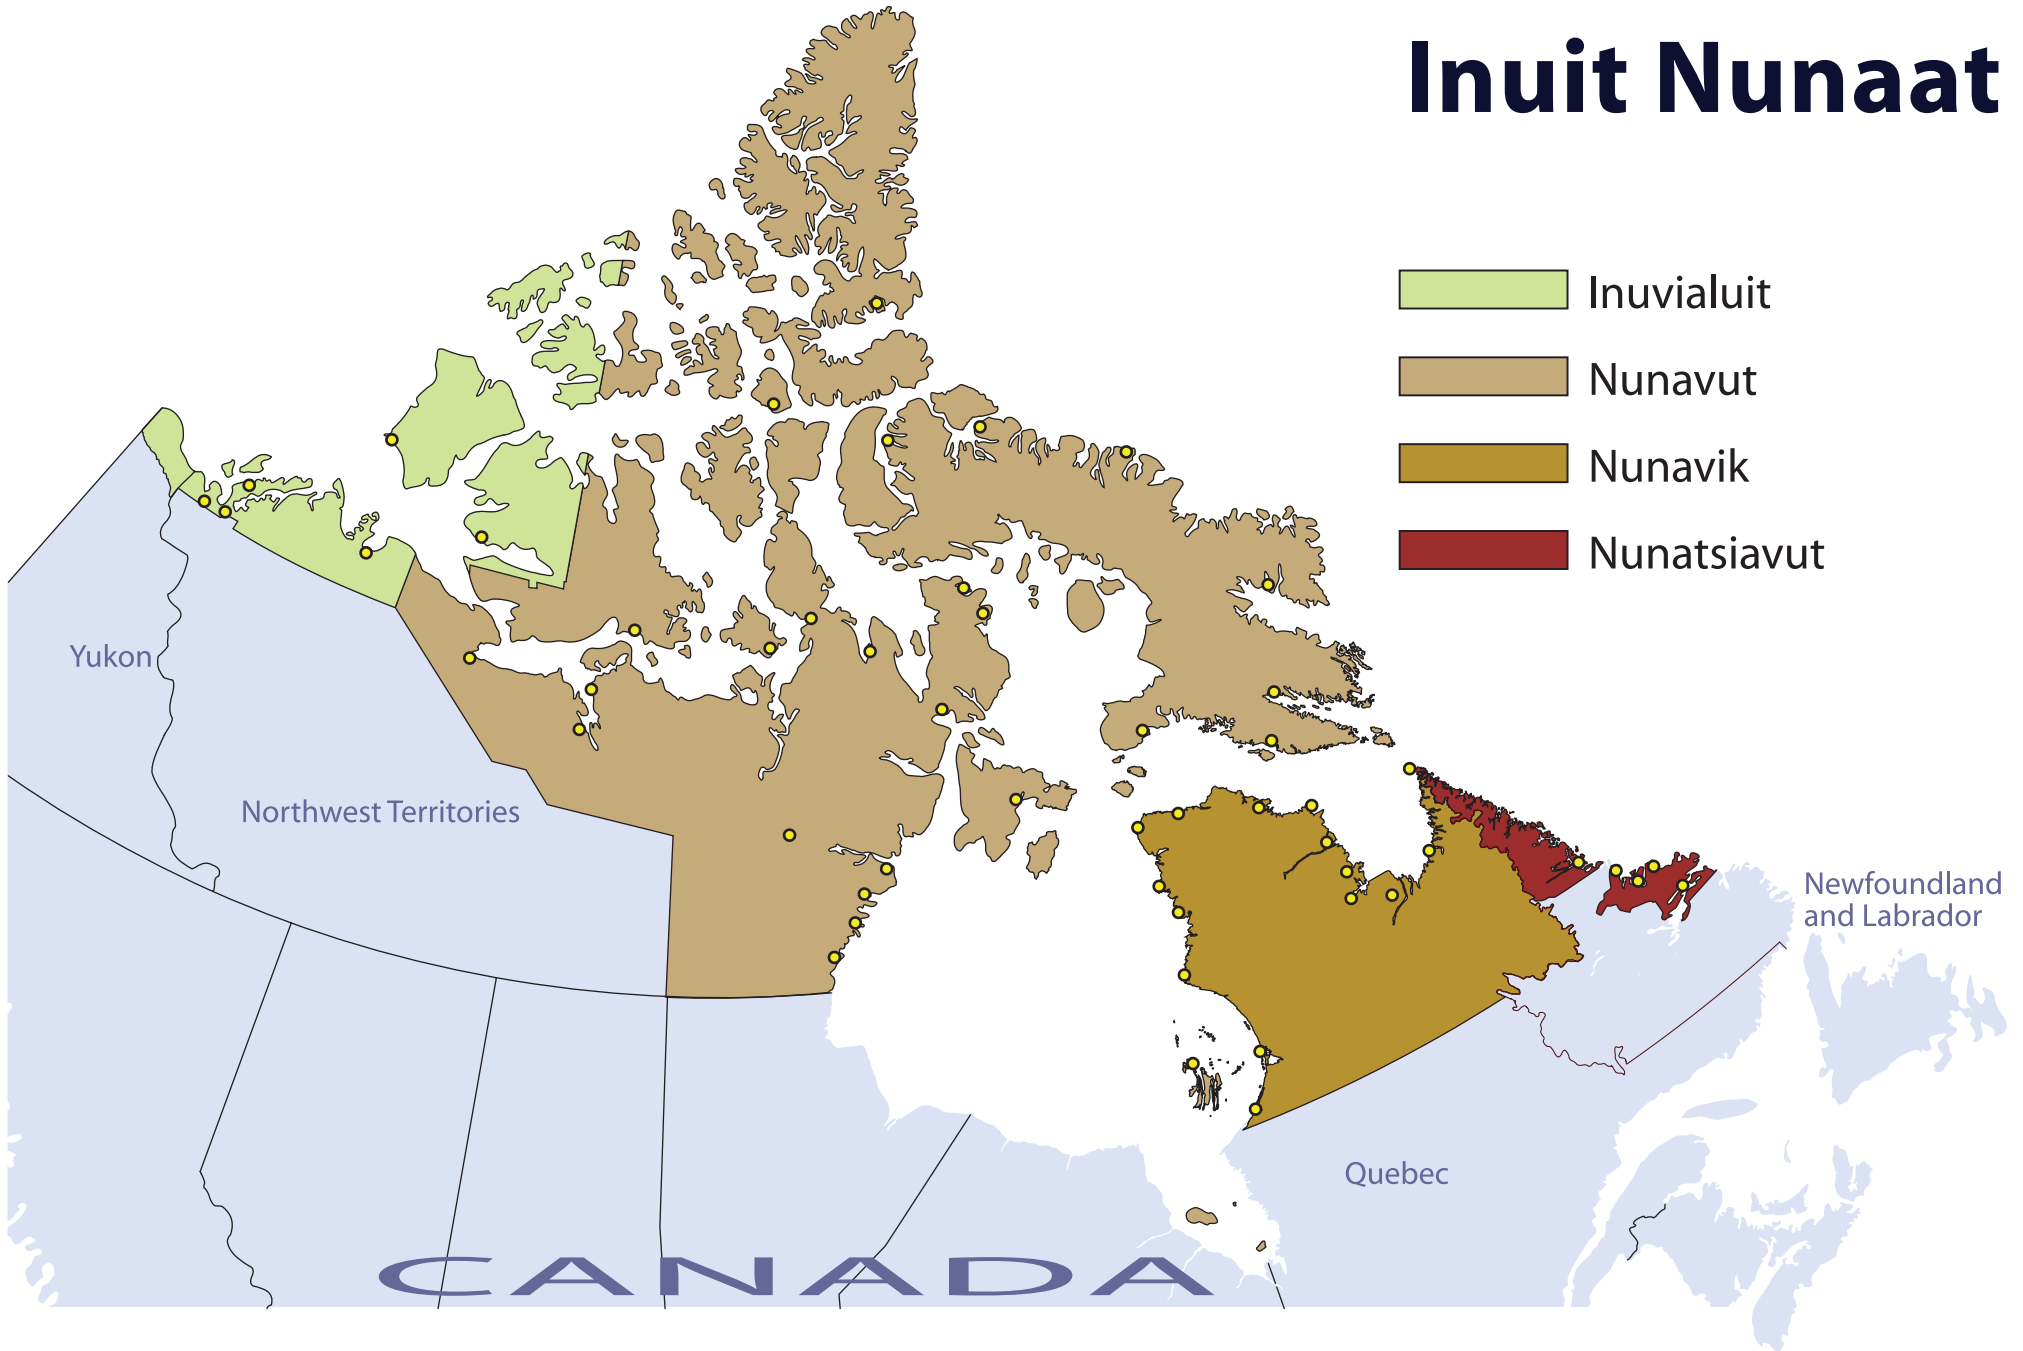 Inuit Nunaat
Inuvialuit
Nunavut
Nunavik
Nunatsiavut
Yukon
Northwest Territories
Newfoundland
and Labrador
Quebec
CANADA